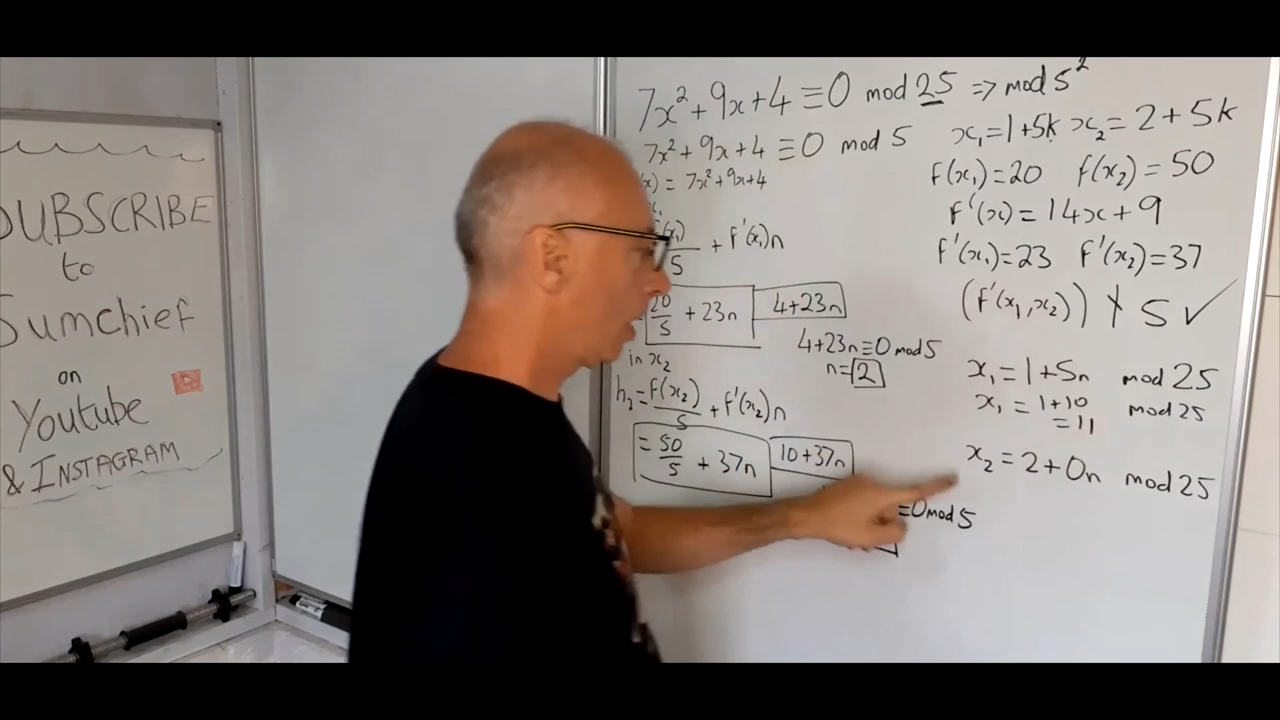 SUBSCRIBE
to
Sumchief
on
Youtube
& INSTAGRAM
7x²+9x+4≡0 mod 25 => mod 5²
7x²+9x+4≡0 mod 5
(x) = 7x²+9x+4
f(x₁)
5
+ f'(x₁)n
20/5 + 23n
4+23n
4+23n≡0 mod 5
n=2
in x₂
h₂=f(x₂)/5 + f'(x₂)n
=50/5 + 37n
10+37n
=0 mod 5
x₁=1+5k x₂=2+5k
f(x₁)=20 f(x₂)=50
f'(x)=14x+9
f'(x₁)=23 f'(x₂)=37
(f'(x₁,x₂)) ∤ 5 ✓
x₁=1+5n mod 25
x₁=1+10 mod 25
=11
x₂=2+0n mod 25